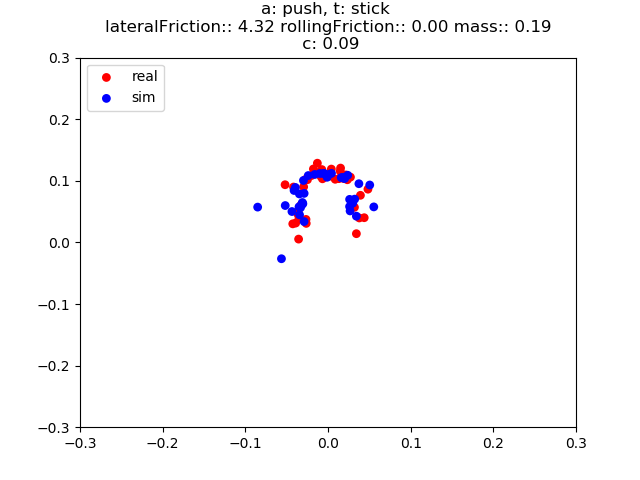 a: push, t: stick
lateralFriction:: 4.32 rollingFriction:: 0.00 mass:: 0.19
c: 0.09
real
sim
0.3
0.2
0.1
0.0
−0.1
−0.2
−0.3
−0.3 −0.2 −0.1 0.0 0.1 0.2 0.3